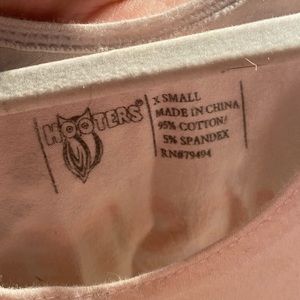 HOOTERS
X SMALL
MADE IN CHINA
95% COTTON/
5% SPANDEX
RN#79494